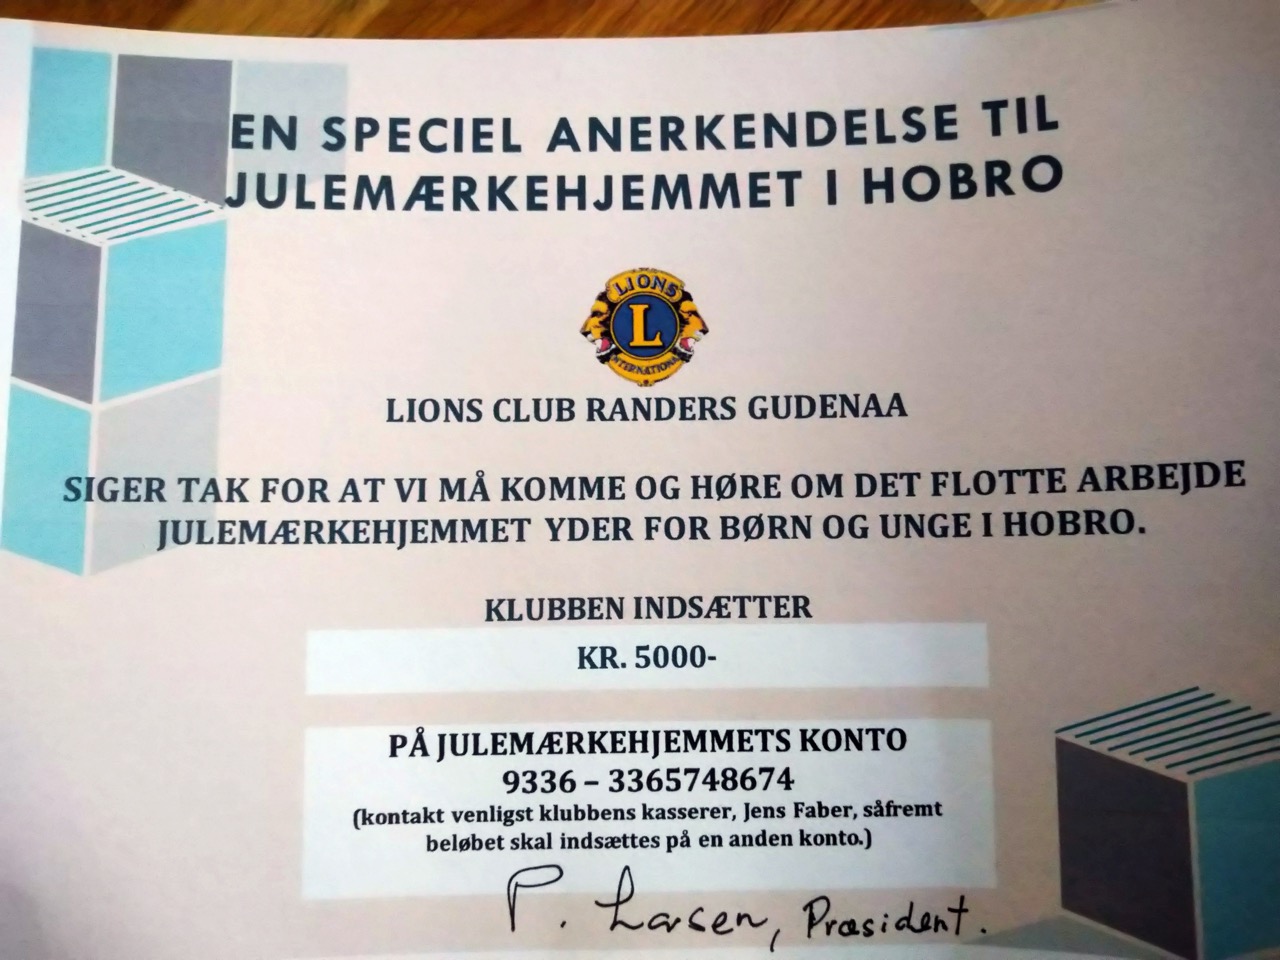 EN SPECIEL ANERKENDELSE TIL
JULEMÆRKEHJEMMET I HOBRO
LIONS
L
INTERNATIONAL
LIONS CLUB RANDERS GUDENAA
SIGER TAK FOR AT VI MÅ KOMME OG HØRE OM DET FLOTTE ARBEJDE
JULEMÆRKEHJEMMET YDER FOR BØRN OG UNGE I HOBRO.
KLUBBEN INDSÆTTER
KR. 5000-
PÅ JULEMÆRKEHJEMMETS KONTO
9336 – 3365748674
(kontakt venligst klubbens kasserer, Jens Faber, såfremt
beløbet skal indsættes på en anden konto.)
P. Larsen, Præsident.